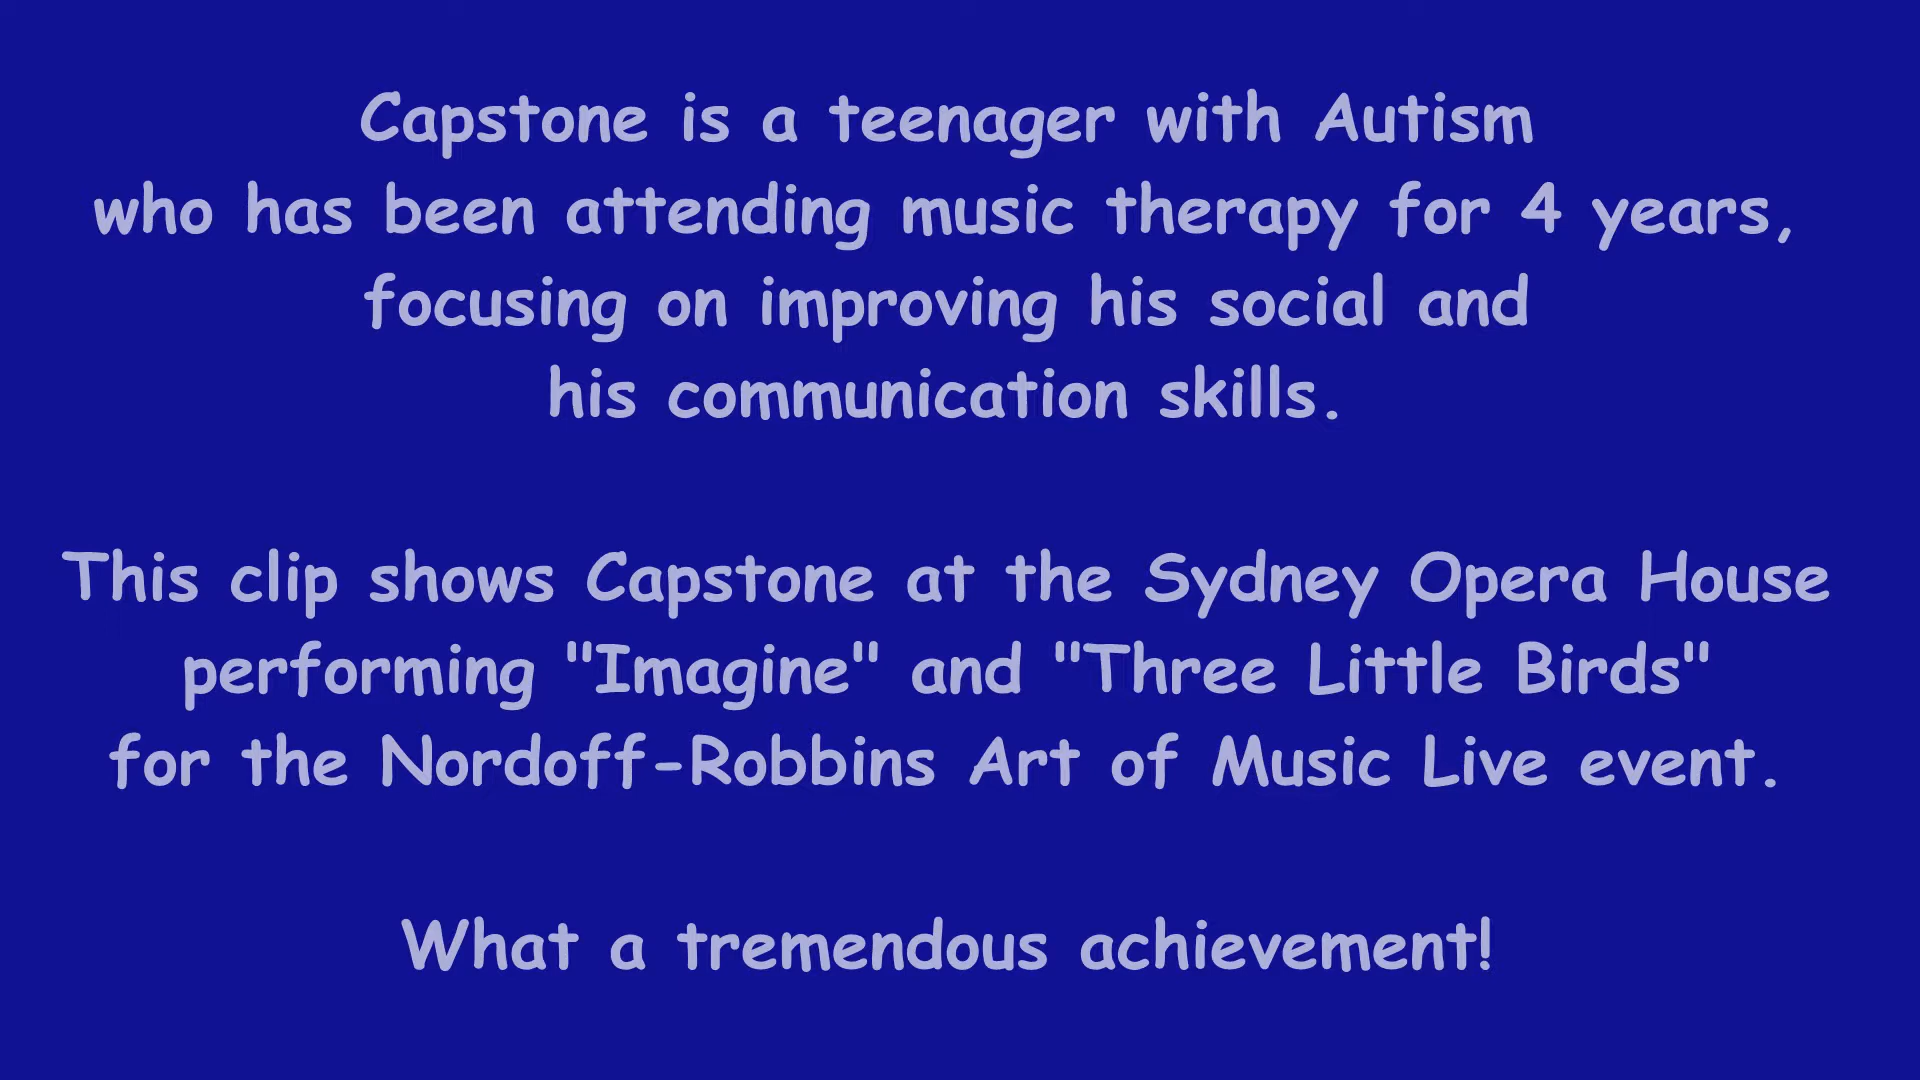 Capstone is a teenager with Autism
who has been attending music therapy for 4 years,
focusing on improving his social and
his communication skills.
This clip shows Capstone at the Sydney Opera House
performing "Imagine" and "Three Little Birds"
for the Nordoff-Robbins Art of Music Live event.
What a tremendous achievement!